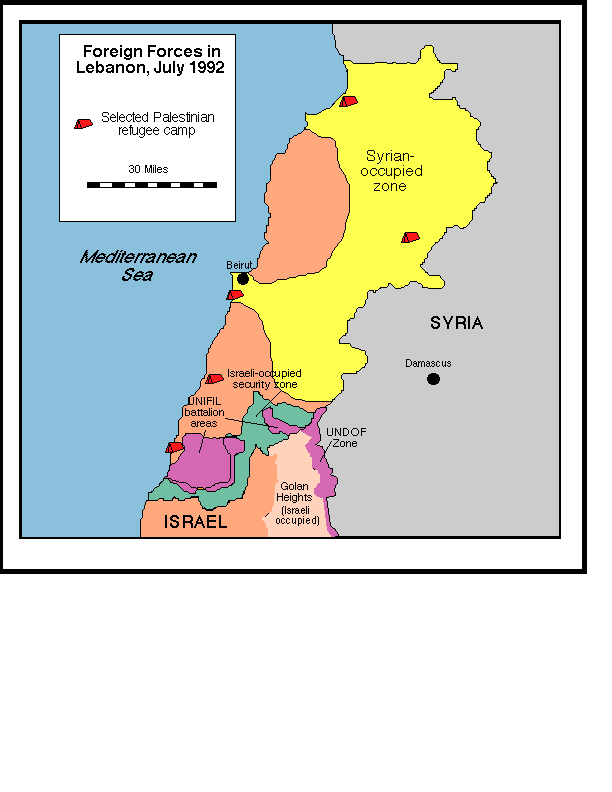 Foreign Forces in
Lebanon, July 1992
Selected Palestinian
refugee camp
30 Miles
Syrian-
occupied
zone
Mediterranean
Sea
Beirut
SYRIA
Damascus
Israeli-occupied
security zone
UNIFIL
battalion
areas
UNDOF
Zone
Golan
Heights
(Israeli
occupied)
ISRAEL